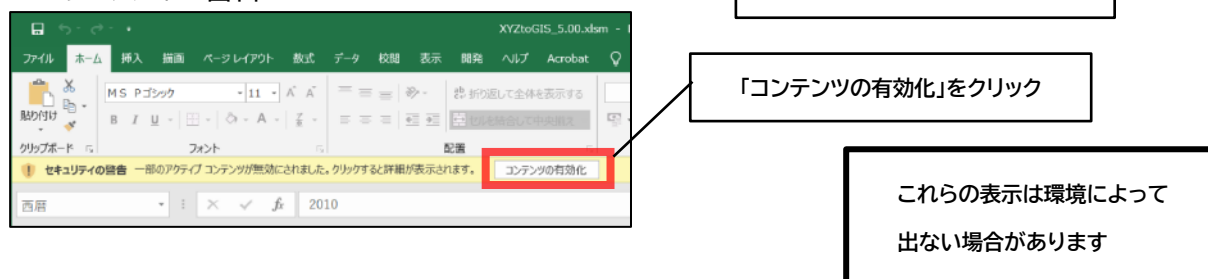 XYZtoGIS_5.00.xlsm -
ファイル ホーム 挿入 描画 ページ レイアウト 数式 データ 校閲 表示 開発 ヘルプ Acrobat
MS Pゴシック 11 A A 折り返して全体を表示する
貼り付け B I U A セルを結合して中央揃え
クリップボード フォント 配置
セキュリティの警告 一部のアクティブ コンテンツが無効にされました。クリックすると詳細が表示されます。 コンテンツの有効化
西暦 fx 2010
「コンテンツの有効化」をクリック
これらの表示は環境によって
出ない場合があります